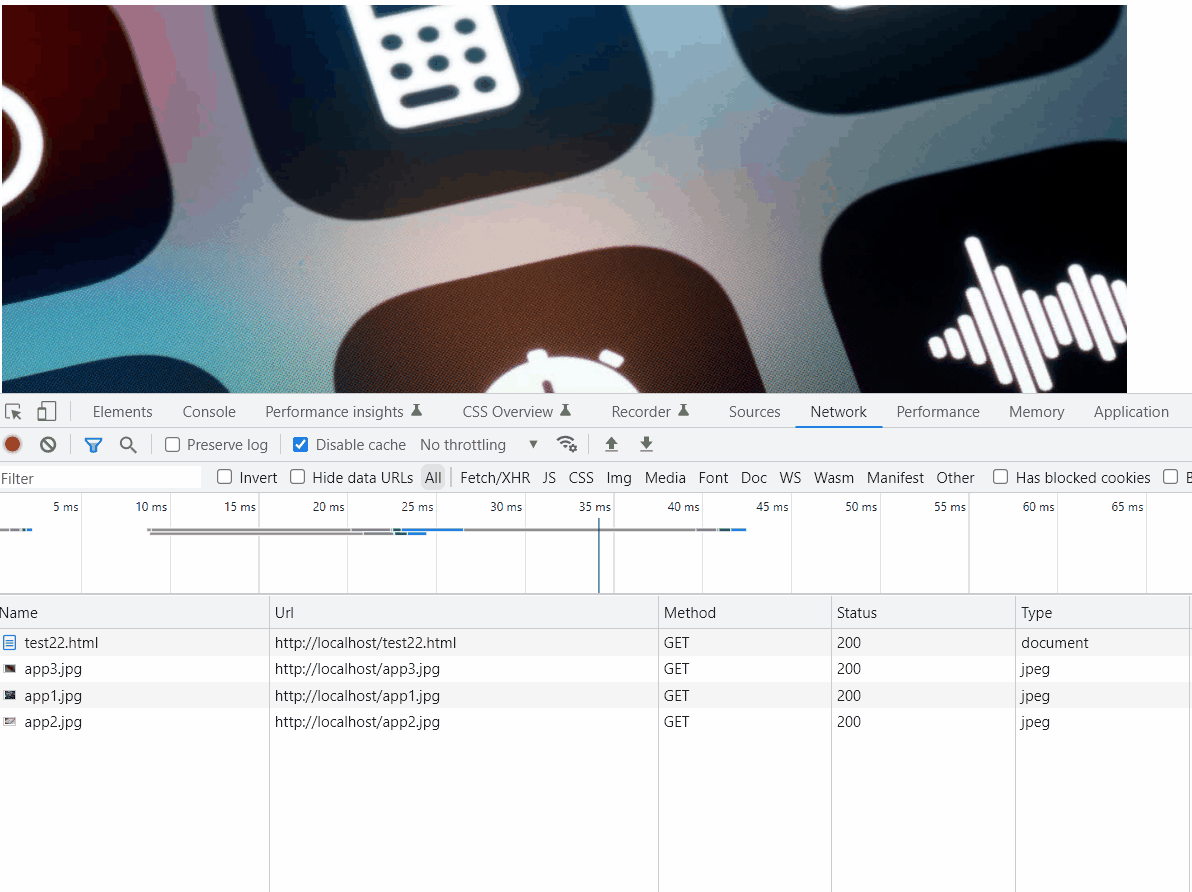 Elements Console Performance insights CSS Overview Recorder Sources Network Performance Memory Application
Preserve log Disable cache No throttling
Filter Invert Hide data URLs All Fetch/XHR JS CSS Img Media Font Doc WS Wasm Manifest Other Has blocked cookies B
5 ms 10 ms 15 ms 20 ms 25 ms 30 ms 35 ms 40 ms 45 ms 50 ms 55 ms 60 ms 65 ms
Name Url Method Status Type
test22.html http://localhost/test22.html GET 200 document
app3.jpg http://localhost/app3.jpg GET 200 jpeg
app1.jpg http://localhost/app1.jpg GET 200 jpeg
app2.jpg http://localhost/app2.jpg GET 200 jpeg